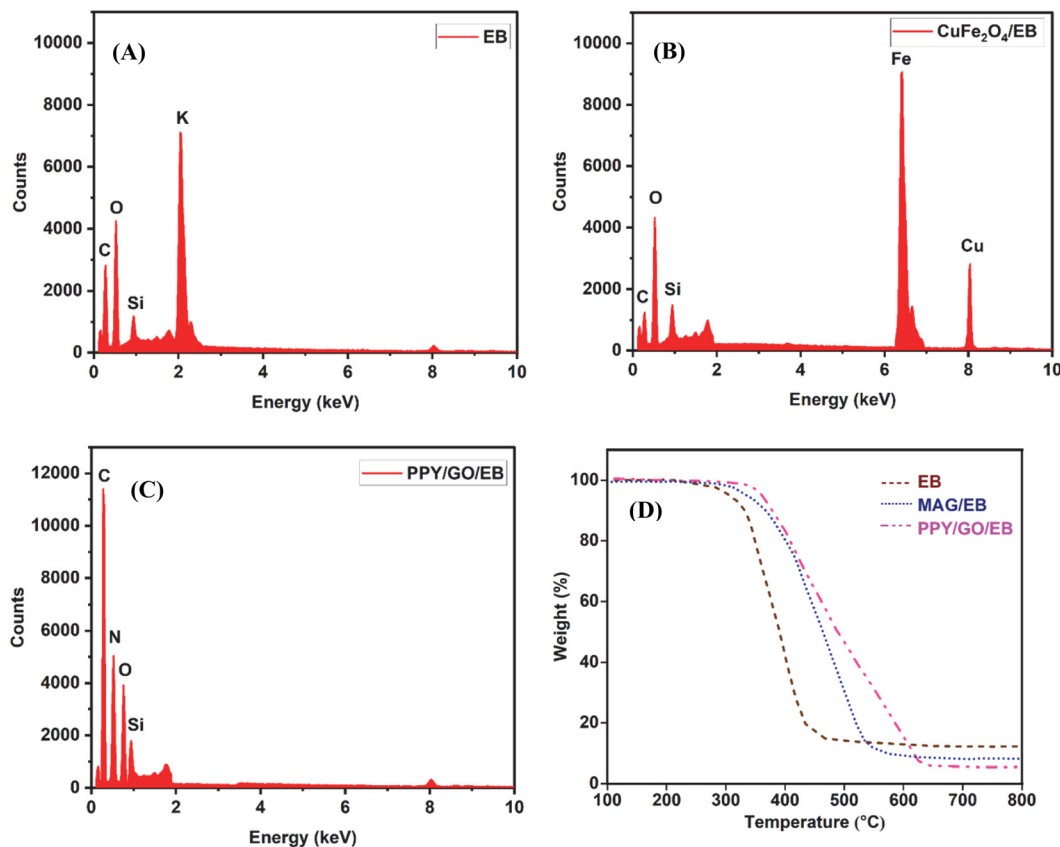 (A)
EB
10000
8000
6000
4000
2000
0
Counts
C
O
Si
K
0
2
4
6
8
10
Energy (keV)
(B)
CuFe₂O₄/EB
10000
8000
6000
4000
2000
0
Counts
C
O
Si
Fe
Cu
0
2
4
6
8
10
Energy (keV)
(C)
PPY/GO/EB
12000
10000
8000
6000
4000
2000
0
Counts
C
N
O
Si
0
2
4
6
8
10
Energy (keV)
(D)
EB
MAG/EB
PPY/GO/EB
100
80
60
40
20
0
Weight (%)
100
200
300
400
500
600
700
800
Temperature (°C)